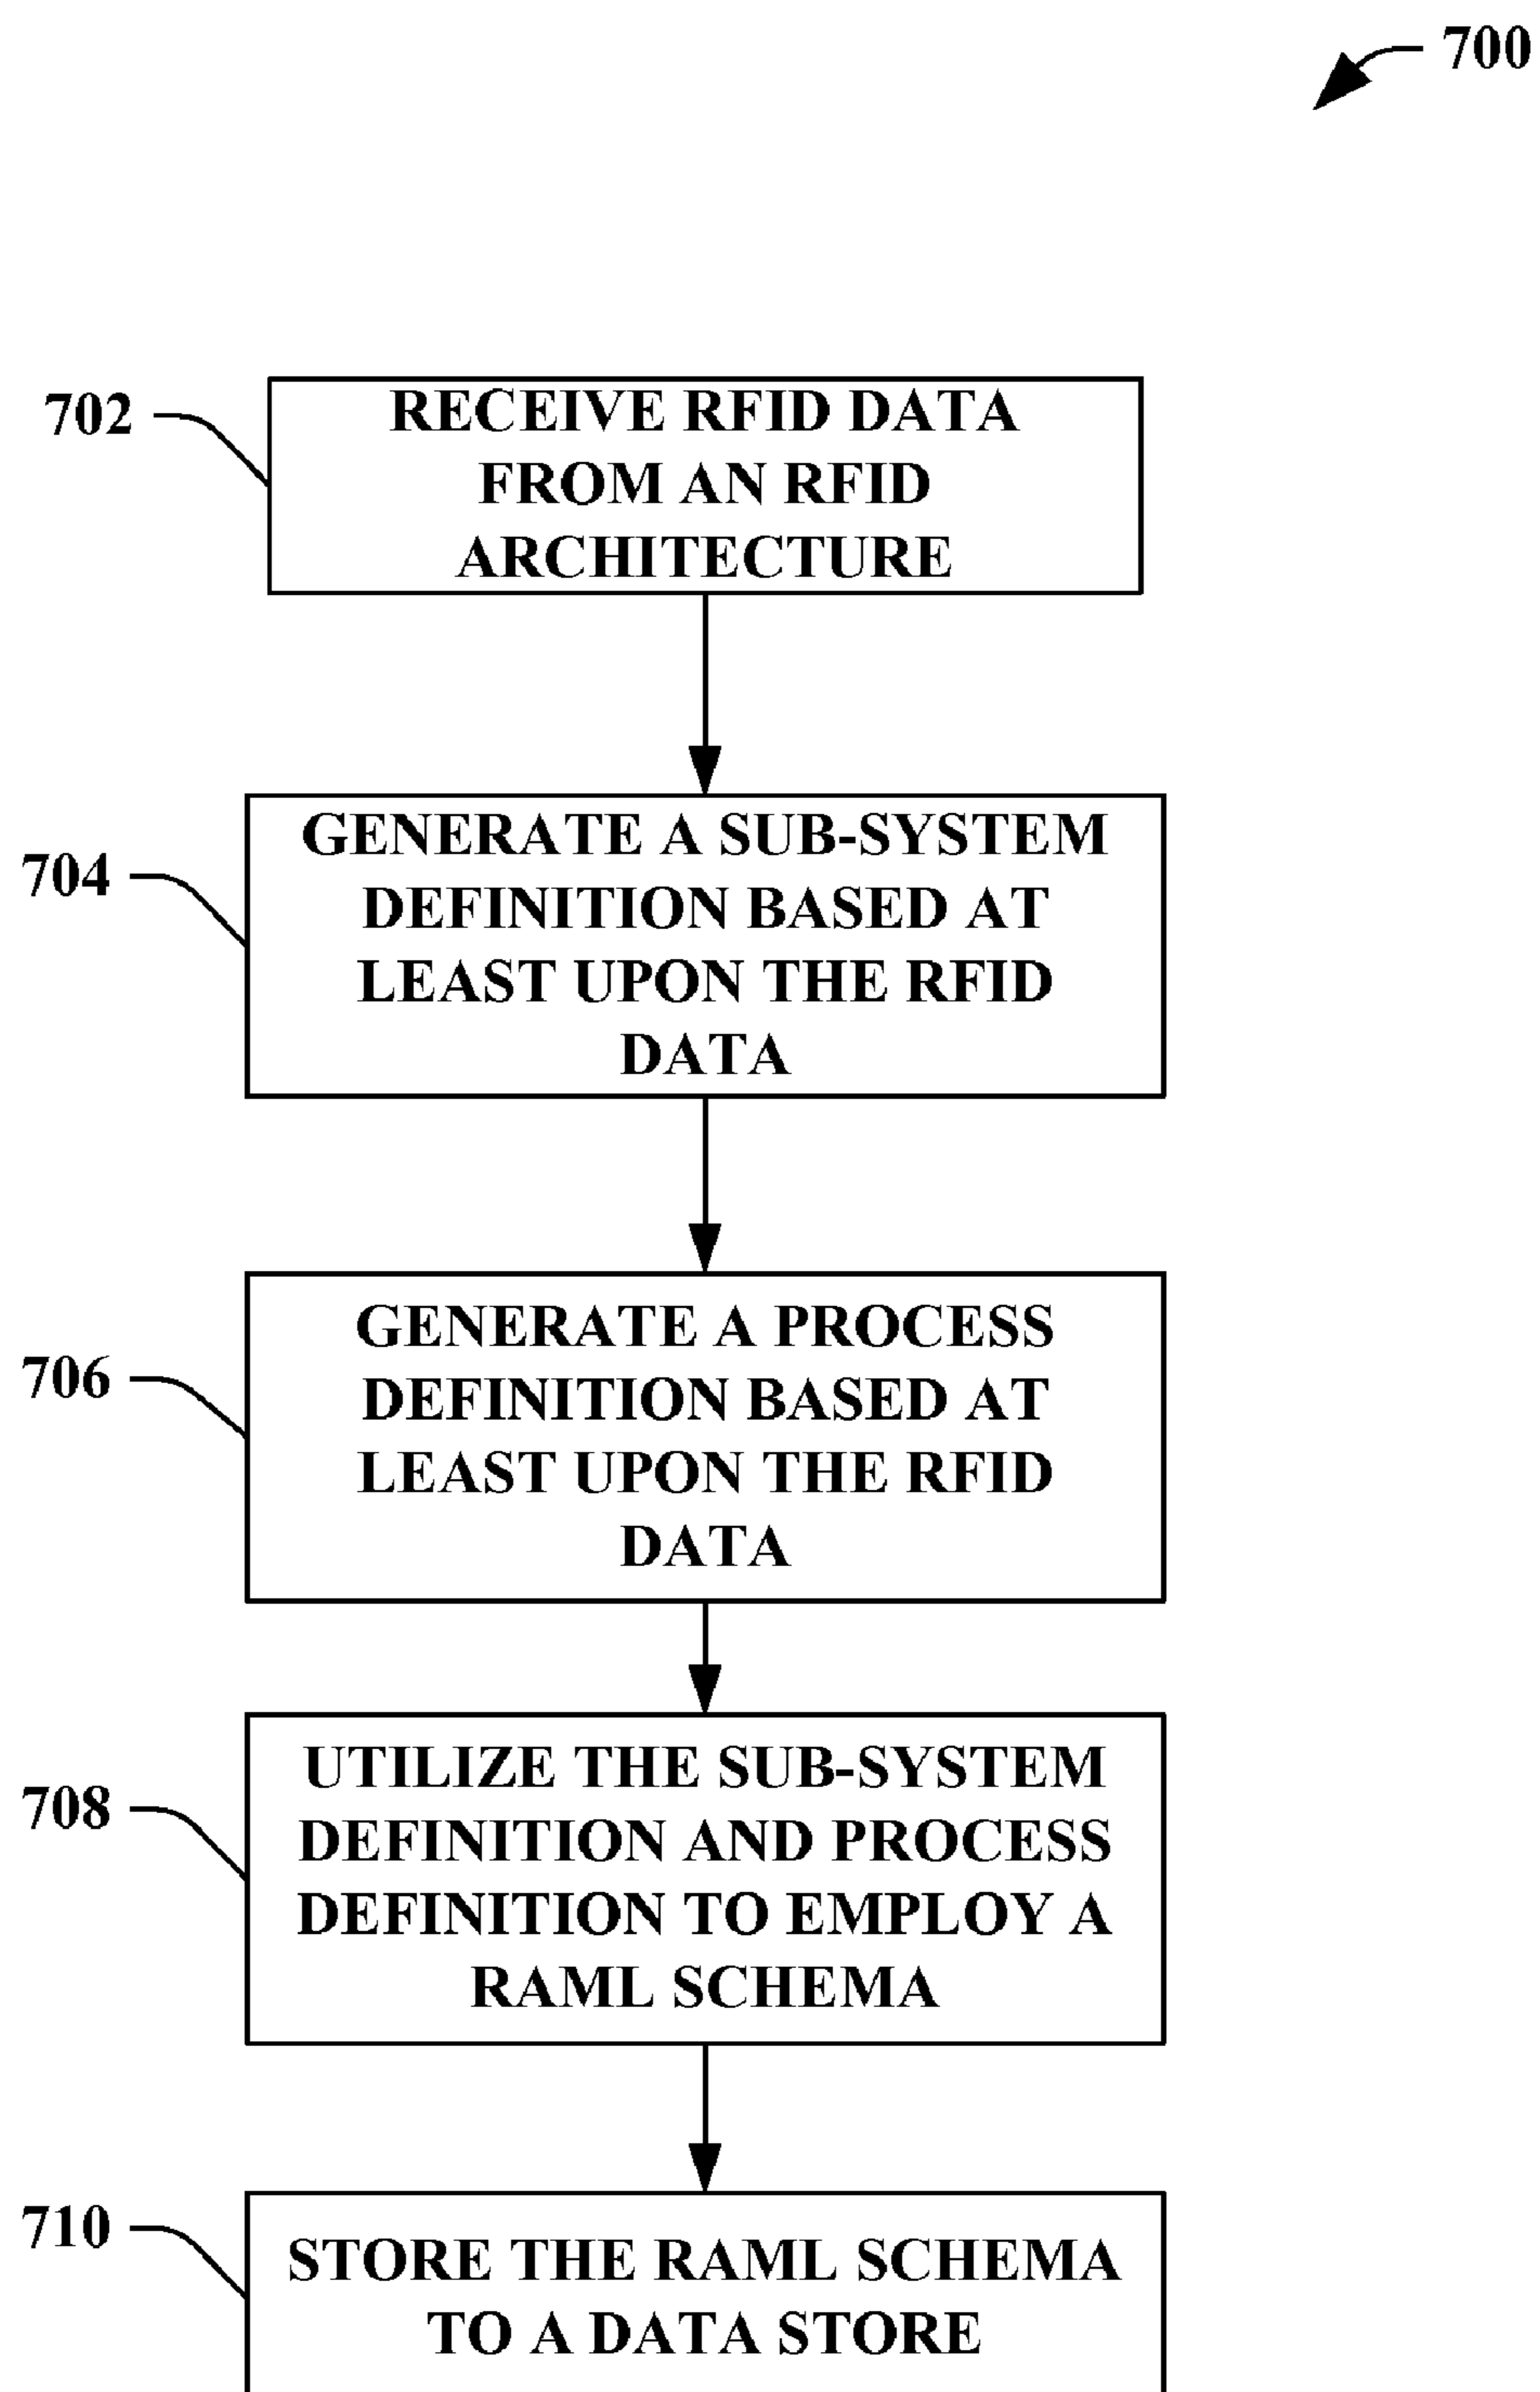 700
702
RECEIVE RFID DATA
FROM AN RFID
ARCHITECTURE
704
GENERATE A SUB-SYSTEM
DEFINITION BASED AT
LEAST UPON THE RFID
DATA
706
GENERATE A PROCESS
DEFINITION BASED AT
LEAST UPON THE RFID
DATA
708
UTILIZE THE SUB-SYSTEM
DEFINITION AND PROCESS
DEFINITION TO EMPLOY A
RAML SCHEMA
710
STORE THE RAML SCHEMA
TO A DATA STORE